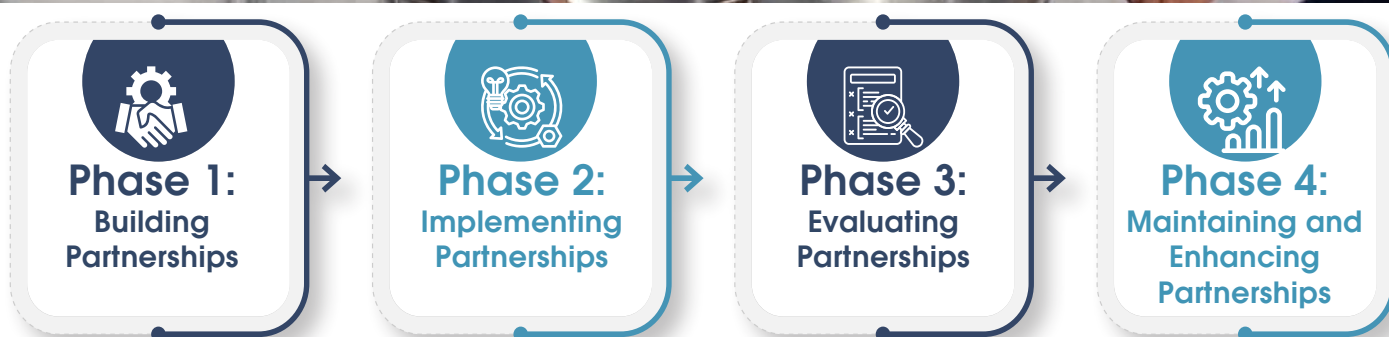 Phase 1:
Building
Partnerships
Phase 2:
Implementing
Partnerships
Phase 3:
Evaluating
Partnerships
Phase 4:
Maintaining and
Enhancing
Partnerships